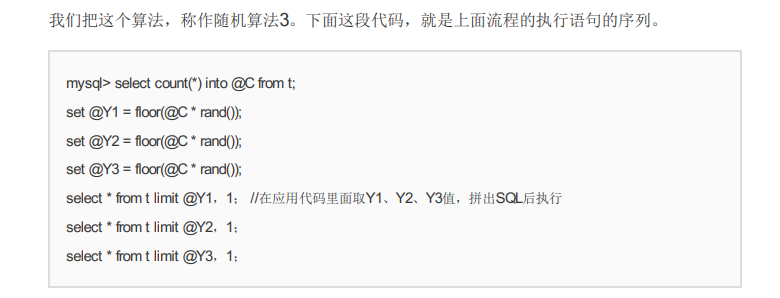 我们把这个算法，称作随机算法3。下面这段代码，就是上面流程的执行语句的序列。
mysql> select count(*) into @C from t;
set @Y1 = floor(@C * rand());
set @Y2 = floor(@C * rand());
set @Y3 = floor(@C * rand());
select * from t limit @Y1，1； //在应用代码里面取Y1、Y2、Y3值，拼出SQL后执行
select * from t limit @Y2，1；
select * from t limit @Y3，1；